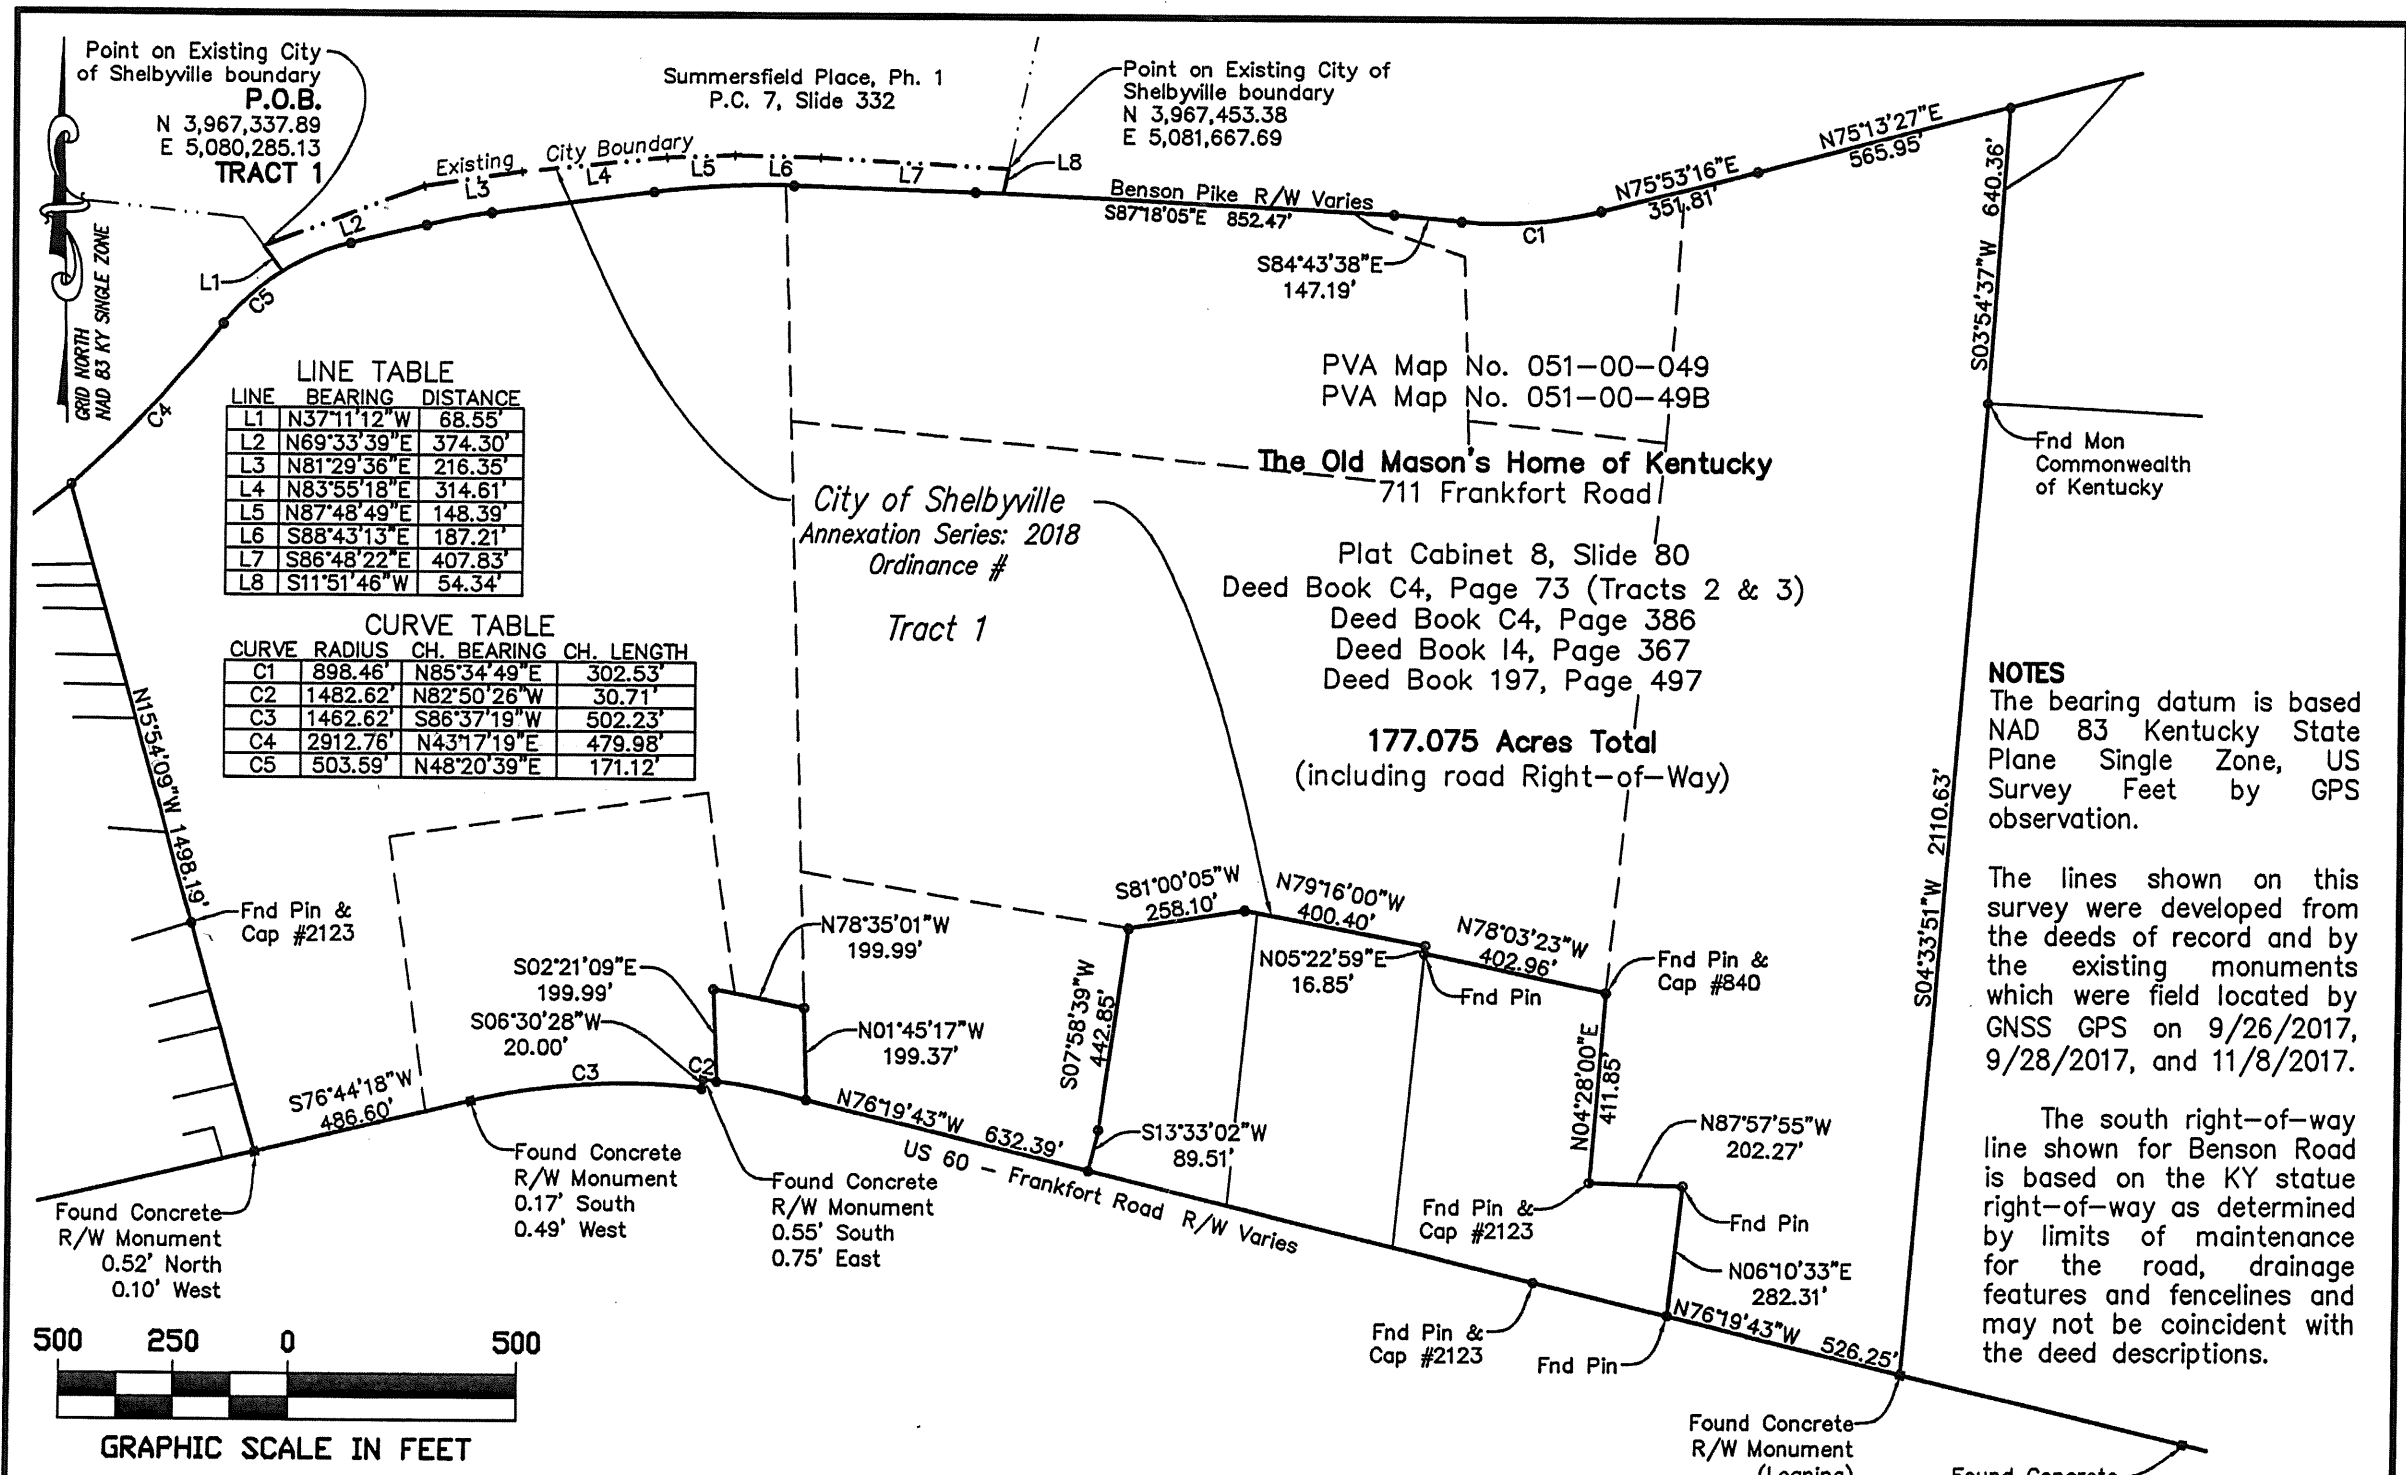 Point on Existing City
of Shelbyville boundary
P.O.B.
N 3,967,337.89
E 5,080,285.13
TRACT 1
Summersfield Place, Ph. 1
P.C. 7, Slide 332
Point on Existing City of
Shelbyville boundary
N 3,967,453.38
E 5,081,667.69
GRID NORTH
NAD 83 KY SINGLE ZONE
Existing City Boundary
L1
L2
L3
L4
L5
L6
L7
L8
C5
C4
Benson Pike R/W Varies
S87°18'05"E 852.47'
S84°43'38"E
147.19'
C1
N75°53'16"E
351.81'
N75°13'27"E
565.95'
S03°54'37"W 640.36'
Fnd Mon
Commonwealth
of Kentucky
LINE TABLE
LINE BEARING DISTANCE
L1 N37°11'12"W 68.55'
L2 N69°33'39"E 374.30'
L3 N81°29'36"E 216.35'
L4 N83°55'18"E 314.61'
L5 N87°48'49"E 148.39'
L6 S88°43'13"E 187.21'
L7 S86°48'22"E 407.83'
L8 S11°51'46"W 54.34'
CURVE TABLE
CURVE RADIUS CH. BEARING CH. LENGTH
C1 898.46' N85°34'49"E 302.53'
C2 1482.62' N82°50'26"W 30.71'
C3 1462.62' S86°37'19"W 502.23'
C4 2912.76' N43°17'19"E 479.98'
C5 503.59' N48°20'39"E 171.12'
City of Shelbyville
Annexation Series: 2018
Ordinance #
Tract 1
PVA Map No. 051-00-049
PVA Map No. 051-00-49B
The Old Mason's Home of Kentucky
711 Frankfort Road
Plat Cabinet 8, Slide 80
Deed Book C4, Page 73 (Tracts 2 & 3)
Deed Book C4, Page 386
Deed Book I4, Page 367
Deed Book 197, Page 497
177.075 Acres Total
(including road Right-of-Way)
NOTES
The bearing datum is based
NAD 83 Kentucky State
Plane Single Zone, US
Survey Feet by GPS
observation.
The lines shown on this
survey were developed from
the deeds of record and by
the existing monuments
which were field located by
GNSS GPS on 9/26/2017,
9/28/2017, and 11/8/2017.
The south right-of-way
line shown for Benson Road
is based on the KY statue
right-of-way as determined
by limits of maintenance
for the road, drainage
features and fencelines and
may not be coincident with
the deed descriptions.
N15°54'09"W 1498.19'
Fnd Pin &
Cap #2123
S04°33'51"W 2110.63'
S81°00'05"W
258.10'
N79°16'00"W
400.40'
N05°22'59"E
16.85'
Fnd Pin
N78°03'23"W
402.96'
Fnd Pin &
Cap #840
N78°35'01"W
199.99'
S02°21'09"E
199.99'
S06°30'28"W
20.00'
N01°45'17"W
199.37'
C2
C3
S07°58'39"W
442.85'
S13°33'02"W
89.51'
N04°28'00"E
411.85'
N87°57'55"W
202.27'
Fnd Pin &
Cap #2123
Fnd Pin
N06°10'33"E
282.31'
S76°44'18"W
486.60'
N76°19'43"W 632.39'
US 60 - Frankfort Road R/W Varies
N76°19'43"W 526.25'
Found Concrete
R/W Monument
0.52' North
0.10' West
Found Concrete
R/W Monument
0.17' South
0.49' West
Found Concrete
R/W Monument
0.55' South
0.75' East
Fnd Pin &
Cap #2123
Fnd Pin
500 250 0 500
GRAPHIC SCALE IN FEET
Found Concrete
R/W Monument
(Leaning)
Found Concrete